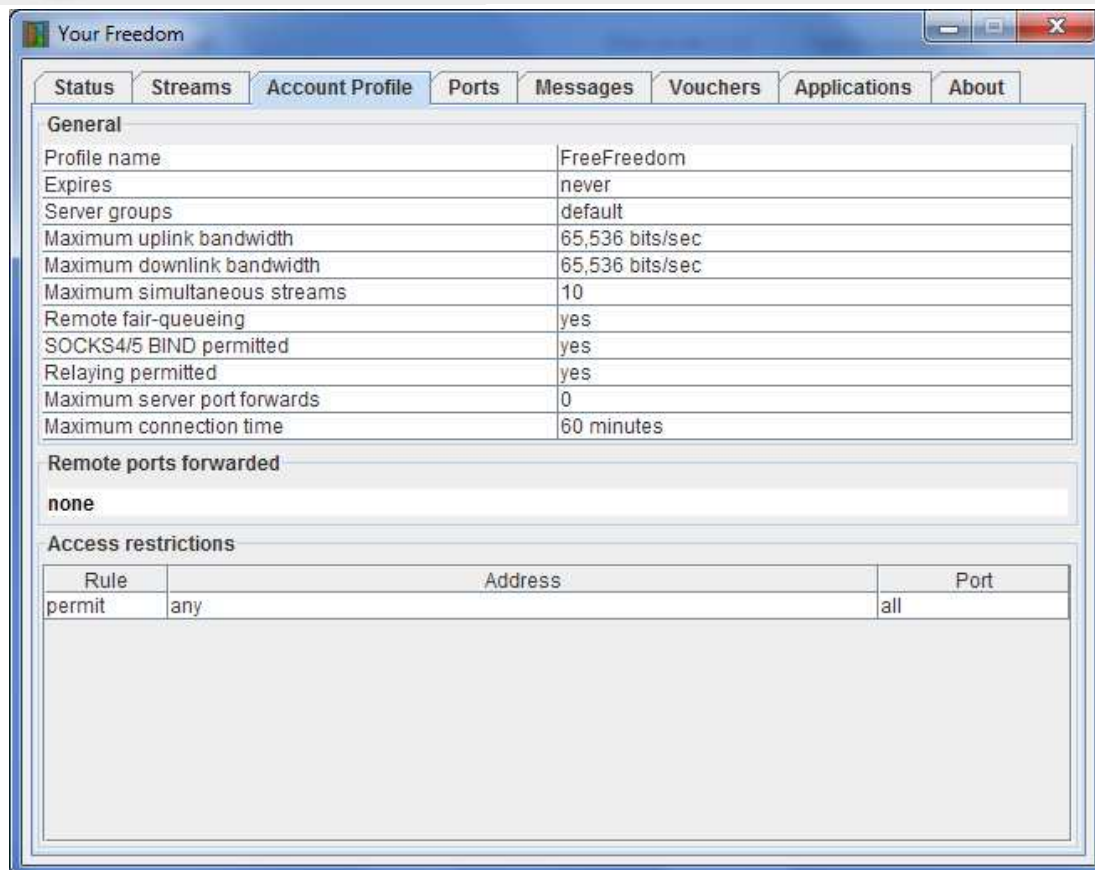 Your Freedom
Status Streams Account Profile Ports Messages Vouchers Applications About
General
Profile name FreeFreedom
Expires never
Server groups default
Maximum uplink bandwidth 65,536 bits/sec
Maximum downlink bandwidth 65,536 bits/sec
Maximum simultaneous streams 10
Remote fair-queueing yes
SOCKS4/5 BIND permitted yes
Relaying permitted yes
Maximum server port forwards 0
Maximum connection time 60 minutes
Remote ports forwarded
none
Access restrictions
Rule Address Port
permit any all